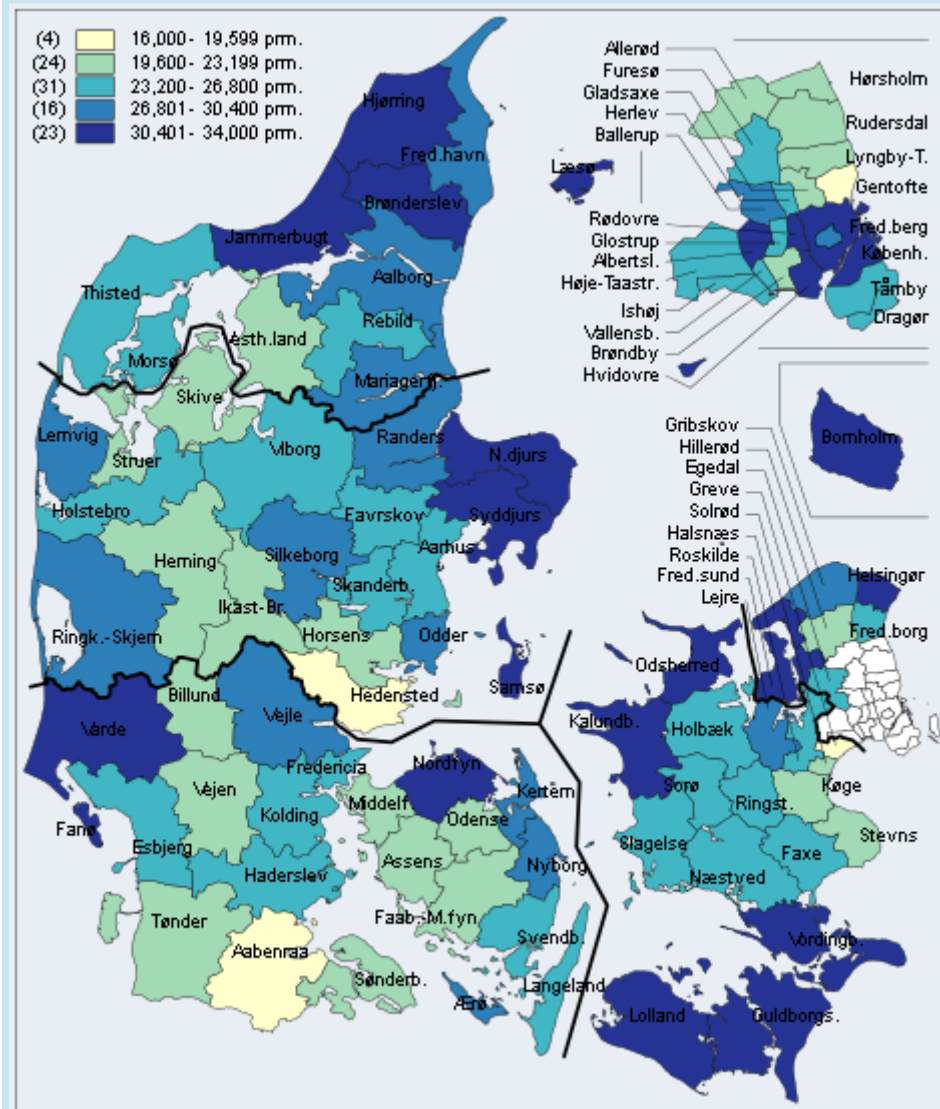 (4) 16,000- 19,599 prm.
(24) 19,600- 23,199 prm.
(31) 23,200- 26,800 prm.
(16) 26,801- 30,400 prm.
(23) 30,401- 34,000 prm.
Hjørring
Fred.havn
Læsø
Brønderslev
Jammerbugt
Aalborg
Thisted
Vesth.land
Rebild
Morsø
Mariagerfj.
Skive
Lemvig
Struer
Viborg
Randers
N.djurs
Holstebro
Favrskov
Syddjurs
Aarhus
Herning
Silkeborg
Skanderb.
Ikast-Br.
Ringk.-Skjern
Horsens
Odder
Samsø
Hedensted
Billund
Varde
Vejle
Fredericia
Nordfyn
Kertem
Vejen
Kolding
Middelf
Odense
Fanø
Esbjerg
Assens
Nyborg
Haderslev
Tønder
Faab.-M.fyn
Svendb.
Aabenraa
Sønderb.
Ærø
Langeland
Allerød
Furesø
Gladsaxe
Herlev
Ballerup
Hørsholm
Rudersdal
Lyngby-T.
Gentofte
Rødovre
Glostrup
Albertsl.
Høje-Taastr.
Ishøj
Vallensb.
Brøndby
Hvidovre
Fred.berg
Københ.
Tårnby
Dragør
Bornholm
Gribskov
Hillerød
Egedal
Greve
Solrød
Halsnæs
Roskilde
Fred.sund
Lejre
Helsingør
Fred.borg
Odsherred
Kalundb.
Holbæk
Sorø
Ringst.
Køge
Slagelse
Faxe
Stevns
Næstved
Vordingb.
Lolland
Guldborgs.